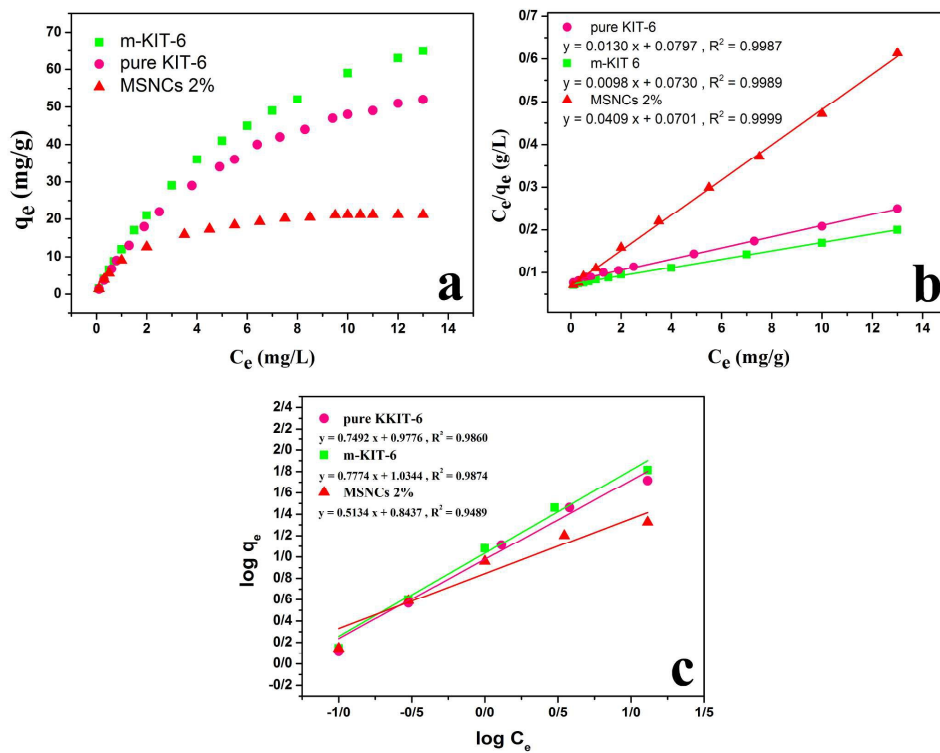 a
m-KIT-6
pure KIT-6
MSNCs 2%
qe (mg/g)
70
60
50
40
30
20
10
0
0 2 4 6 8 10 12 14
Ce (mg/L)
b
pure KIT-6
y = 0.0130 x + 0.0797 , R² = 0.9987
m-KIT 6
y = 0.0098 x + 0.0730 , R² = 0.9989
MSNCs 2%
y = 0.0409 x + 0.0701 , R² = 0.9999
Ce/qe (g/L)
0/7
0/6
0/5
0/4
0/3
0/2
0/1
0 2 4 6 8 10 12 14
Ce (mg/g)
c
pure KKIT-6
y = 0.7492 x + 0.9776 , R² = 0.9860
m-KIT-6
y = 0.7774 x + 1.0344 , R² = 0.9874
MSNCs 2%
y = 0.5134 x + 0.8437 , R² = 0.9489
log qe
2/4
2/2
2/0
1/8
1/6
1/4
1/2
1/0
0/8
0/6
0/4
0/2
0/0
-0/2
-1/0 -0/5 0/0 0/5 1/0 1/5
log Ce